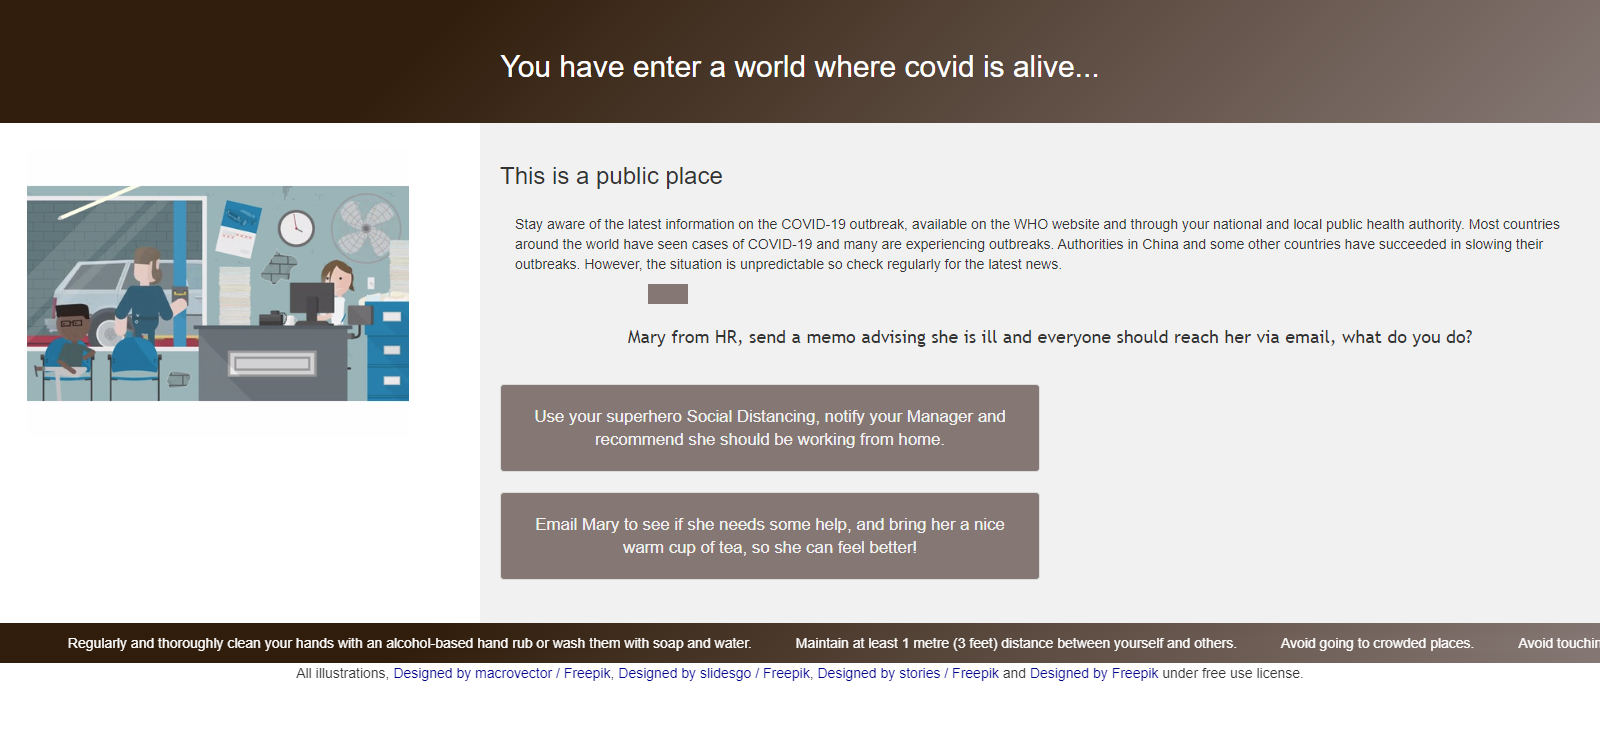 You have enter a world where covid is alive...
This is a public place
Stay aware of the latest information on the COVID-19 outbreak, available on the WHO website and through your national and local public health authority. Most countries
around the world have seen cases of COVID-19 and many are experiencing outbreaks. Authorities in China and some other countries have succeeded in slowing their
outbreaks. However, the situation is unpredictable so check regularly for the latest news.
Mary from HR, send a memo advising she is ill and everyone should reach her via email, what do you do?
Use your superhero Social Distancing, notify your Manager and
recommend she should be working from home.
Email Mary to see if she needs some help, and bring her a nice
warm cup of tea, so she can feel better!
Regularly and thoroughly clean your hands with an alcohol-based hand rub or wash them with soap and water. Maintain at least 1 metre (3 feet) distance between yourself and others. Avoid going to crowded places. Avoid touchin
All illustrations, Designed by macrovector / Freepik, Designed by slidesgo / Freepik, Designed by stories / Freepik and Designed by Freepik under free use license.